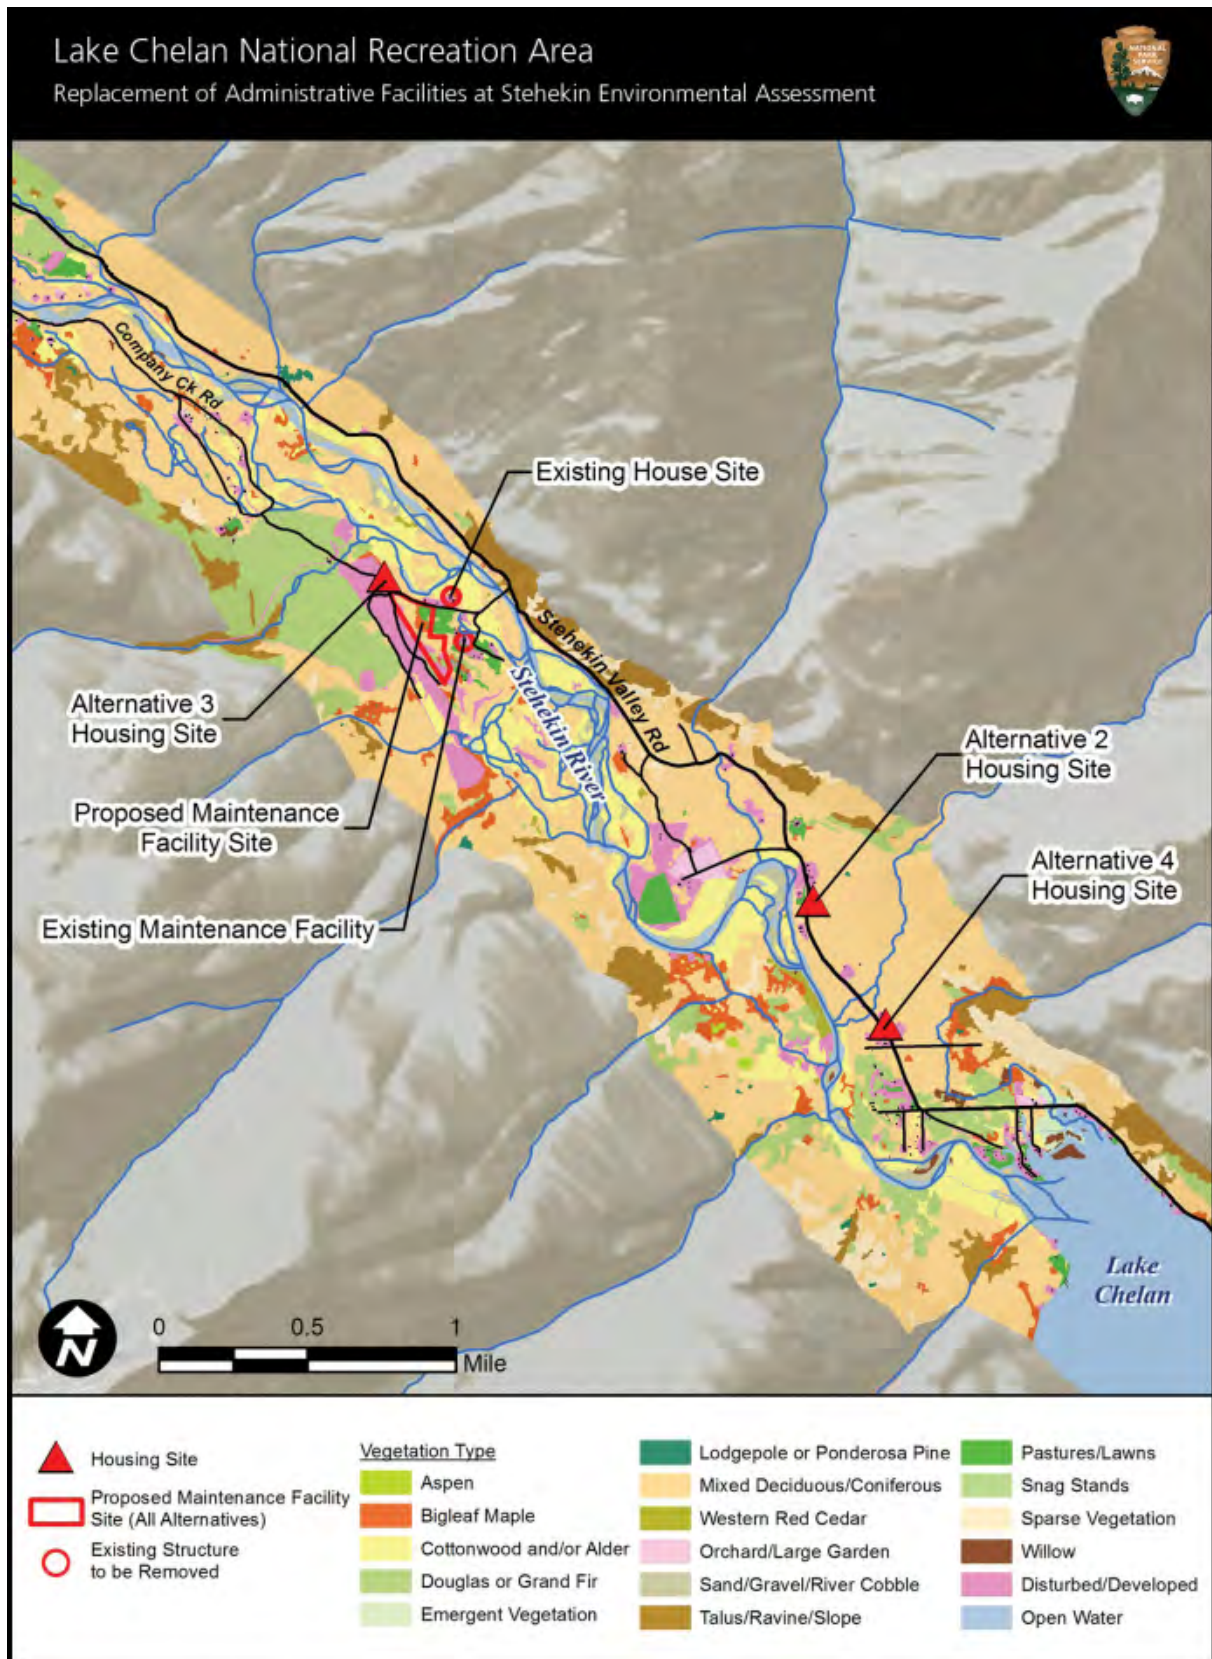 Lake Chelan National Recreation Area
Replacement of Administrative Facilities at Stehekin Environmental Assessment
NATIONAL
PARK
SERVICE
Company Ck Rd
Existing House Site
Stehekin Valley Rd
Stehekin River
Alternative 3
Housing Site
Alternative 2
Housing Site
Proposed Maintenance
Facility Site
Alternative 4
Housing Site
Existing Maintenance Facility
Lake
Chelan
N
0 0.5 1
Mile
Housing Site
Proposed Maintenance Facility
Site (All Alternatives)
Existing Structure
to be Removed
Vegetation Type
Aspen
Bigleaf Maple
Cottonwood and/or Alder
Douglas or Grand Fir
Emergent Vegetation
Lodgepole or Ponderosa Pine
Mixed Deciduous/Coniferous
Western Red Cedar
Orchard/Large Garden
Sand/Gravel/River Cobble
Talus/Ravine/Slope
Pastures/Lawns
Snag Stands
Sparse Vegetation
Willow
Disturbed/Developed
Open Water